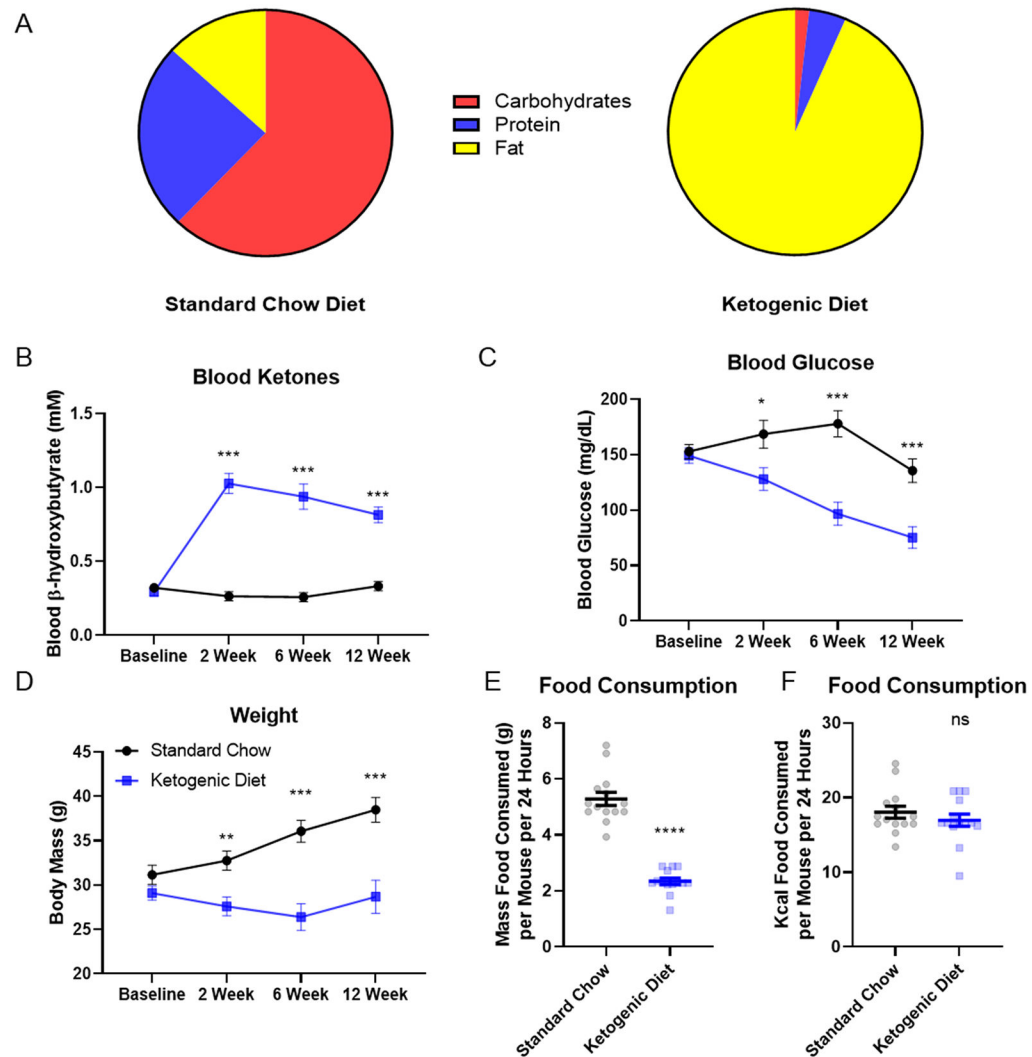 A
Carbohydrates
Protein
Fat
Standard Chow Diet
Ketogenic Diet
B
Blood Ketones
Blood β-hydroxybutyrate (mM)
1.5
1.0
0.5
0.0
***
***
***
Baseline
2 Week
6 Week
12 Week
C
Blood Glucose
Blood Glucose (mg/dL)
200
150
100
50
0
*
***
***
Baseline
2 Week
6 Week
12 Week
D
Weight
Body Mass (g)
45
40
35
30
25
20
Standard Chow
Ketogenic Diet
**
***
***
Baseline
2 Week
6 Week
12 Week
E
Food Consumption
Mass Food Consumed (g)
per Mouse per 24 Hours
8
6
4
2
0
****
Standard Chow
Ketogenic Diet
F
Food Consumption
Kcal Food Consumed
per Mouse per 24 Hours
30
20
10
0
ns
Standard Chow
Ketogenic Diet